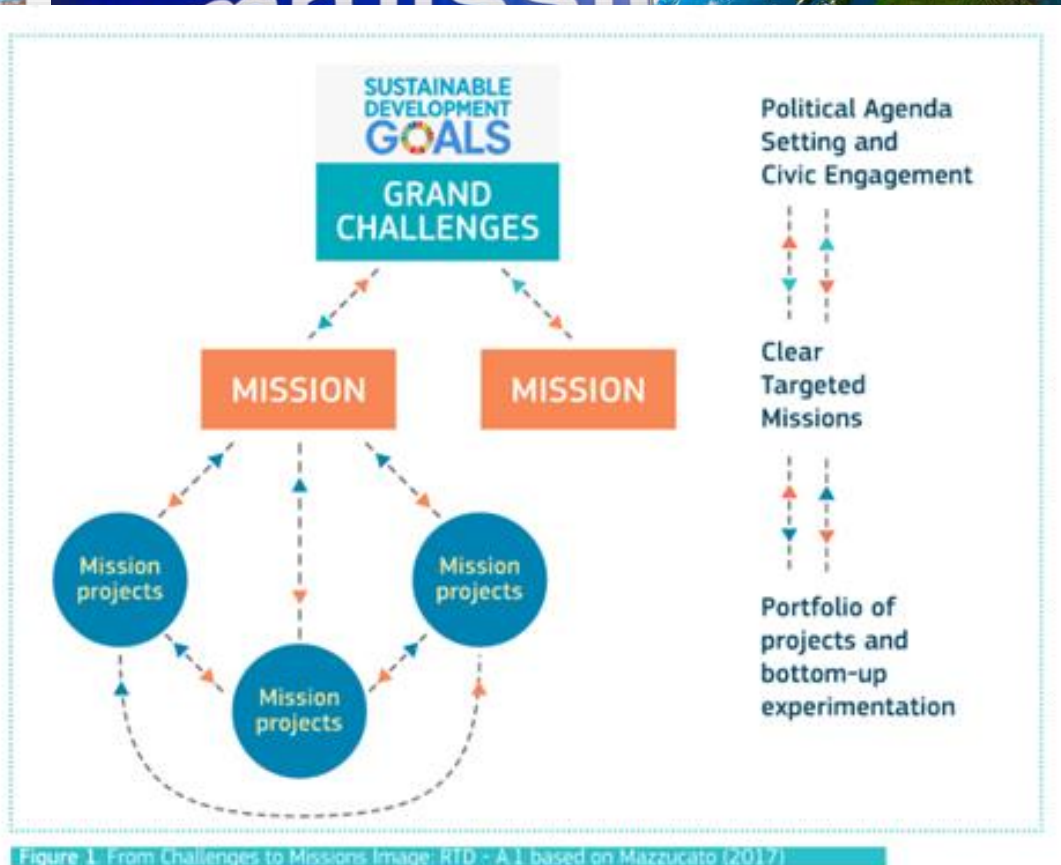 SUSTAINABLE
DEVELOPMENT
GOALS
GRAND
CHALLENGES
MISSION
MISSION
Mission
projects
Mission
projects
Mission
projects
Political Agenda
Setting and
Civic Engagement
Clear
Targeted
Missions
Portfolio of
projects and
bottom-up
experimentation
Figure 1 From Challenges to Missions Image: RTD - A.1 based on Mazzucato (2017)